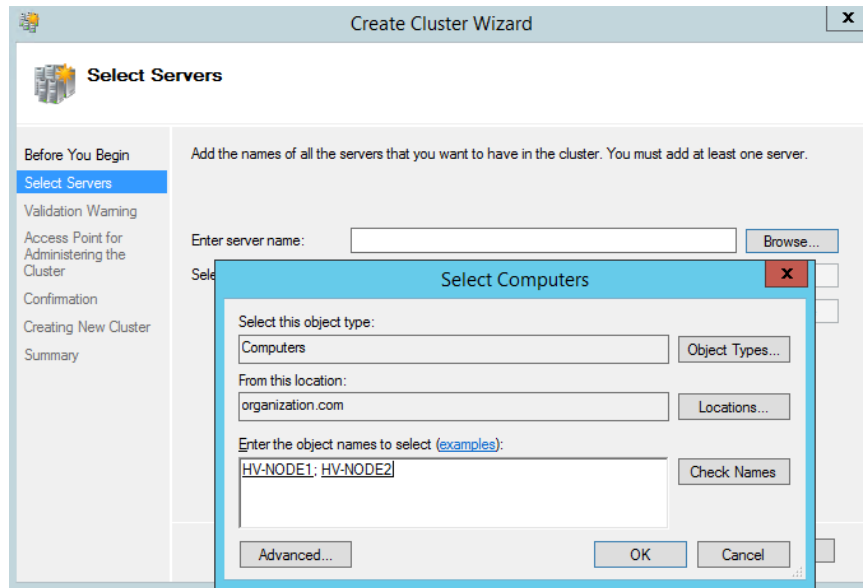 Create Cluster Wizard
x
Select Servers
Before You Begin
Select Servers
Validation Warning
Access Point for
Administering the
Cluster
Confirmation
Creating New Cluster
Summary
Add the names of all the servers that you want to have in the cluster. You must add at least one server.
Enter server name:
Browse...
Sele
Select Computers
x
Select this object type:
Computers
Object Types...
From this location:
organization.com
Locations...
Enter the object names to select (examples):
HV-NODE1; HV-NODE2
Check Names
Advanced...
OK
Cancel